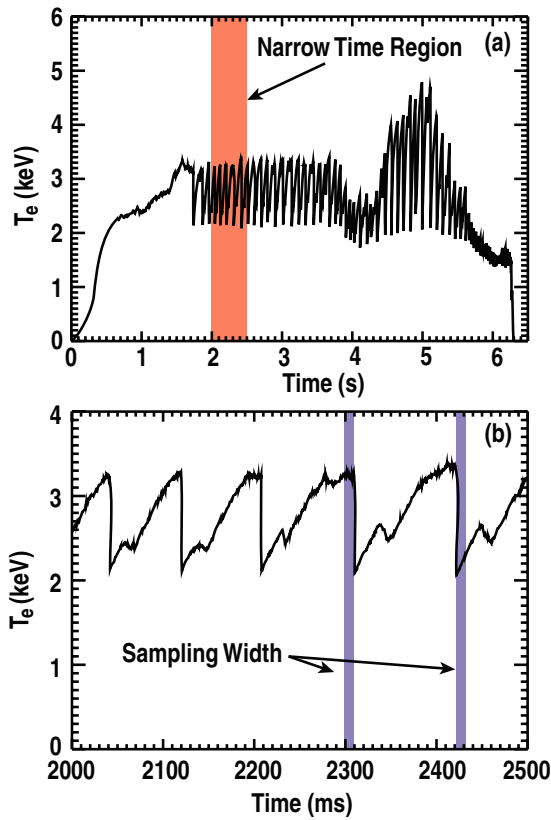 6
(a)
Narrow Time Region
5
4
3
2
1
0
Te (keV)
0 1 2 3 4 5 6
Time (s)
4
(b)
3
2
1
0
Te (keV)
Sampling Width
2000 2100 2200 2300 2400 2500
Time (ms)